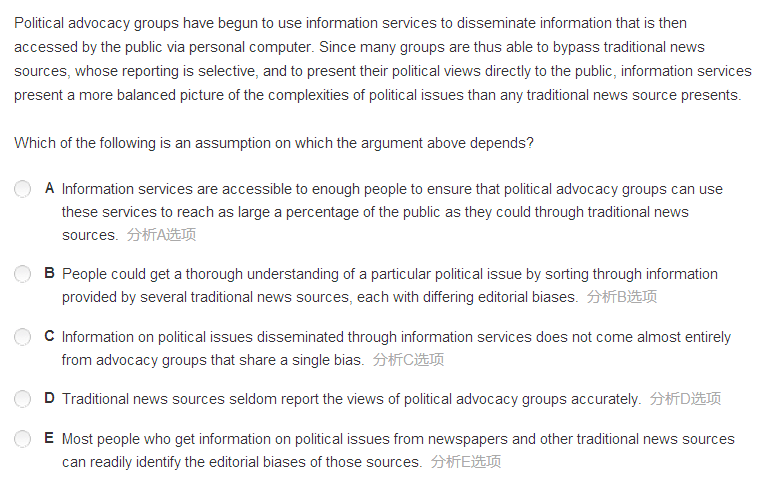 Political advocacy groups have begun to use information services to disseminate information that is then
accessed by the public via personal computer. Since many groups are thus able to bypass traditional news
sources, whose reporting is selective, and to present their political views directly to the public, information services
present a more balanced picture of the complexities of political issues than any traditional news source presents.
Which of the following is an assumption on which the argument above depends?
A Information services are accessible to enough people to ensure that political advocacy groups can use
these services to reach as large a percentage of the public as they could through traditional news
sources. 分析A选项
B People could get a thorough understanding of a particular political issue by sorting through information
provided by several traditional news sources, each with differing editorial biases. 分析B选项
C Information on political issues disseminated through information services does not come almost entirely
from advocacy groups that share a single bias. 分析C选项
D Traditional news sources seldom report the views of political advocacy groups accurately. 分析D选项
E Most people who get information on political issues from newspapers and other traditional news sources
can readily identify the editorial biases of those sources. 分析E选项